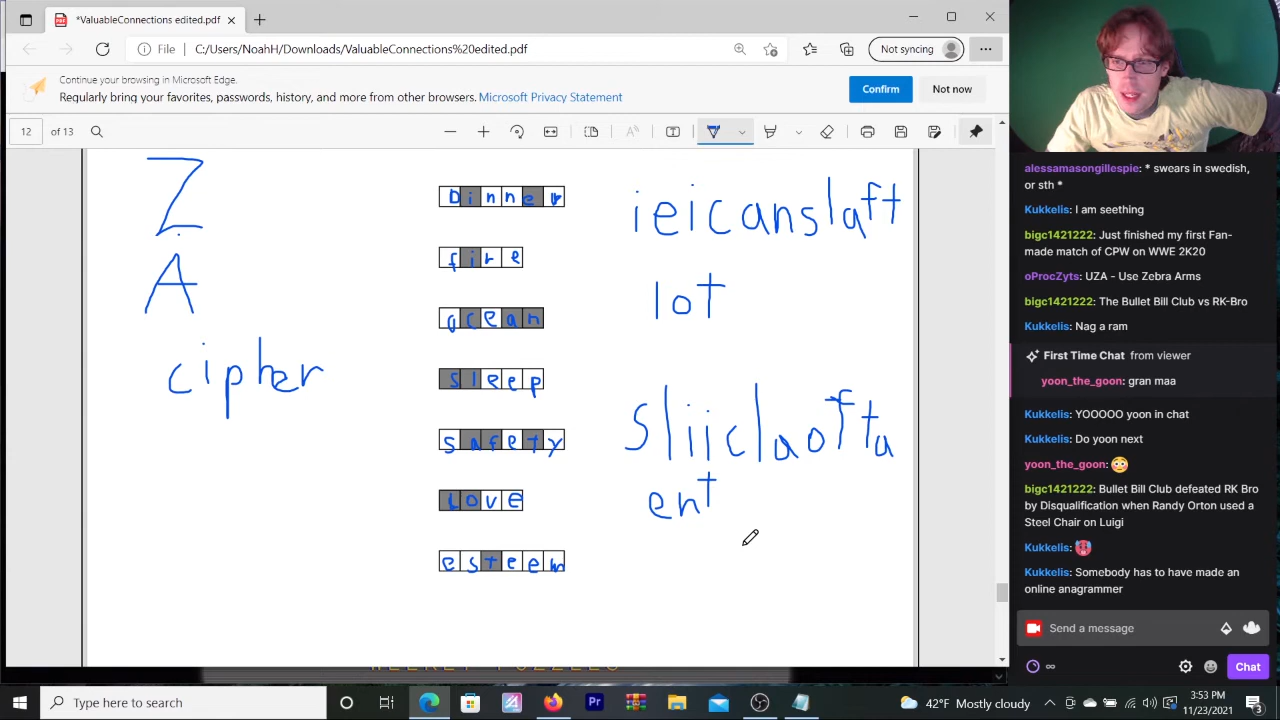 *ValuableConnections edited.pdf
File C:/Users/NoahH/Downloads/ValuableConnections%20edited.pdf
Not syncing
Continue your browsing in Microsoft Edge.
Regularly bring your favorites, passwords, history, and more from other browsers. Microsoft Privacy Statement
Confirm
Not now
12 of 13
Z
A
cipher
Dinner
fire
ocean
sleep
safety
Love
esteem
ieicanslaft
lot
Sliiclaofta
ent
WEEKLY PUZZLES
alessamasongillespie: * swears in swedish,
or sth *
Kukkelis: I am seething
bigc1421222: Just finished my first Fan-
made match of CPW on WWE 2K20
oProcZyts: UZA - Use Zebra Arms
bigc1421222: The Bullet Bill Club vs RK-Bro
Kukkelis: Nag a ram
First Time Chat from viewer
yoon_the_goon: gran maa
Kukkelis: YOOOOO yoon in chat
Kukkelis: Do yoon next
yoon_the_goon:
bigc1421222: Bullet Bill Club defeated RK Bro
by Disqualification when Randy Orton used a
Steel Chair on Luigi
Kukkelis:
Kukkelis: Somebody has to have made an
online anagrammer
Send a message
Chat
Type here to search
42°F Mostly cloudy
3:53 PM
11/23/2021
3